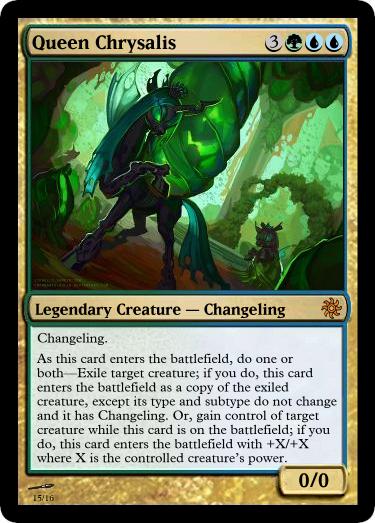 Queen Chrysalis 3
Legendary Creature — Changeling
Changeling.
As this card enters the battlefield, do one or
both—Exile target creature; if you do, this card
enters the battlefield as a copy of the exiled
creature, except its type and subtype do not change
and it has Changeling. Or, gain control of target
creature while this card is on the battlefield; if you
do, this card enters the battlefield with +X/+X
where X is the controlled creature's power.
0/0
15/16